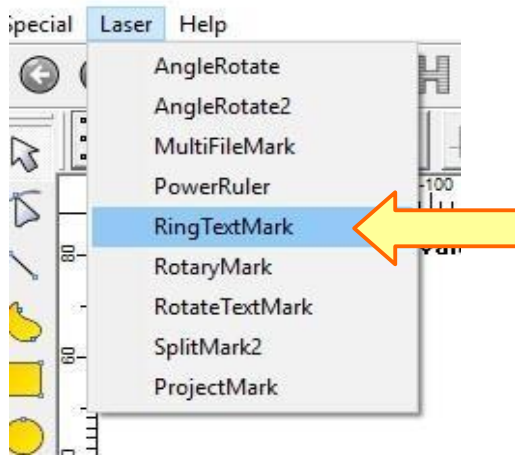 Special Laser Help
AngleRotate
AngleRotate2
MultiFileMark
PowerRuler
-100
RingTextMark
80
RotaryMark
RotateTextMark
60
SplitMark2
ProjectMark